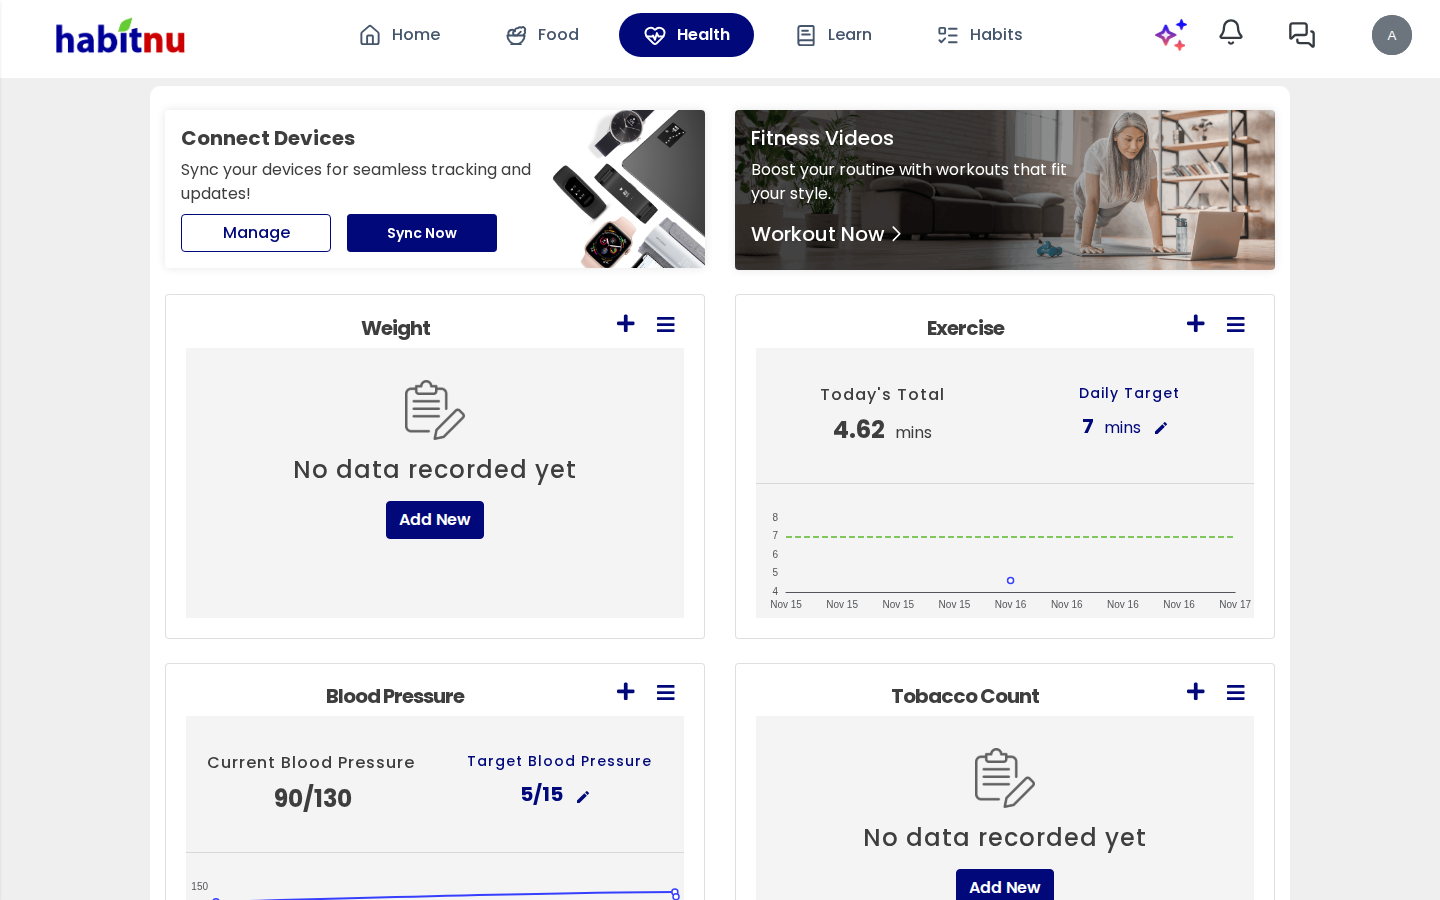 habitnu
Home
Food
Health
Learn
Habits
A
Connect Devices
Sync your devices for seamless tracking and
updates!
Manage
Sync Now
Fitness Videos
Boost your routine with workouts that fit
your style.
Workout Now
Weight
No data recorded yet
Add New
Exercise
Today's Total
4.62 mins
Daily Target
7 mins
8
7
6
5
4
Nov 15 Nov 15 Nov 15 Nov 15 Nov 16 Nov 16 Nov 16 Nov 16 Nov 17
Blood Pressure
Current Blood Pressure
90/130
Target Blood Pressure
5/15
150
Tobacco Count
No data recorded yet
Add New